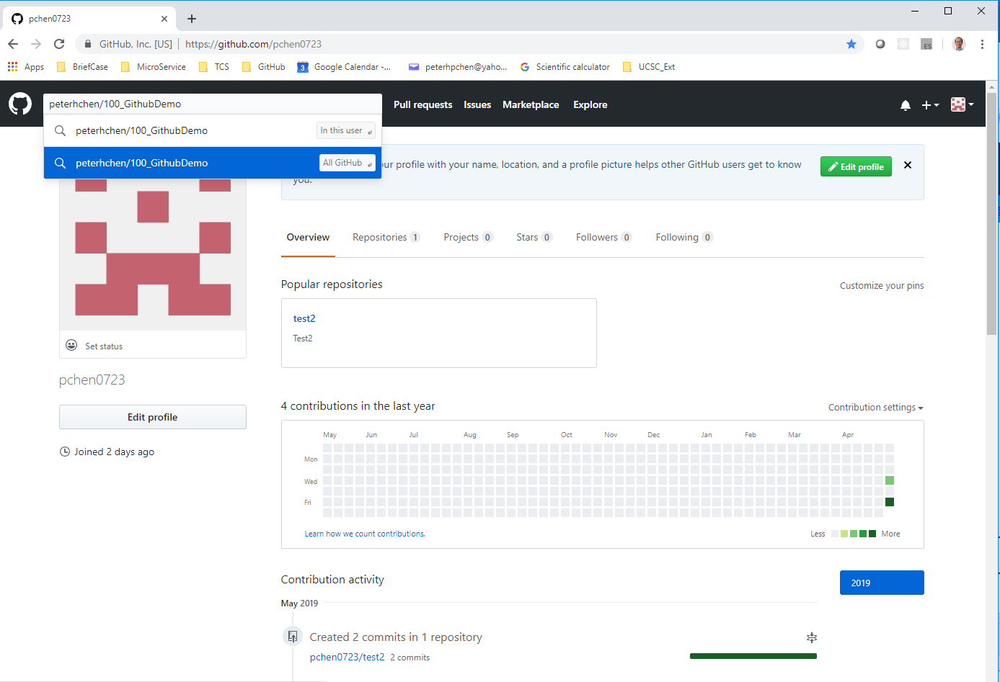 pchen0723
GitHub, Inc. [US] | https://github.com/pchen0723
ES
Apps BriefCase MicroService TCS GitHub 3 Google Calendar -... peterhpchen@yaho... Scientific calculator UCSC_Ext
peterhchen/100_GithubDemo
Pull requests Issues Marketplace Explore
peterhchen/100_GithubDemo In this user
peterhchen/100_GithubDemo All GitHub
your profile with your name, location, and a profile picture helps other GitHub users get to know
you.
Edit profile
Overview Repositories 1 Projects 0 Stars 0 Followers 0 Following 0
Popular repositories Customize your pins
test2
Test2
Set status
pchen0723
Edit profile
Joined 2 days ago
4 contributions in the last year Contribution settings
May Jun Jul Aug Sep Oct Nov Dec Jan Feb Mar Apr
Mon
Wed
Fri
Learn how we count contributions. Less More
Contribution activity 2019
May 2019
Created 2 commits in 1 repository
pchen0723/test2 2 commits